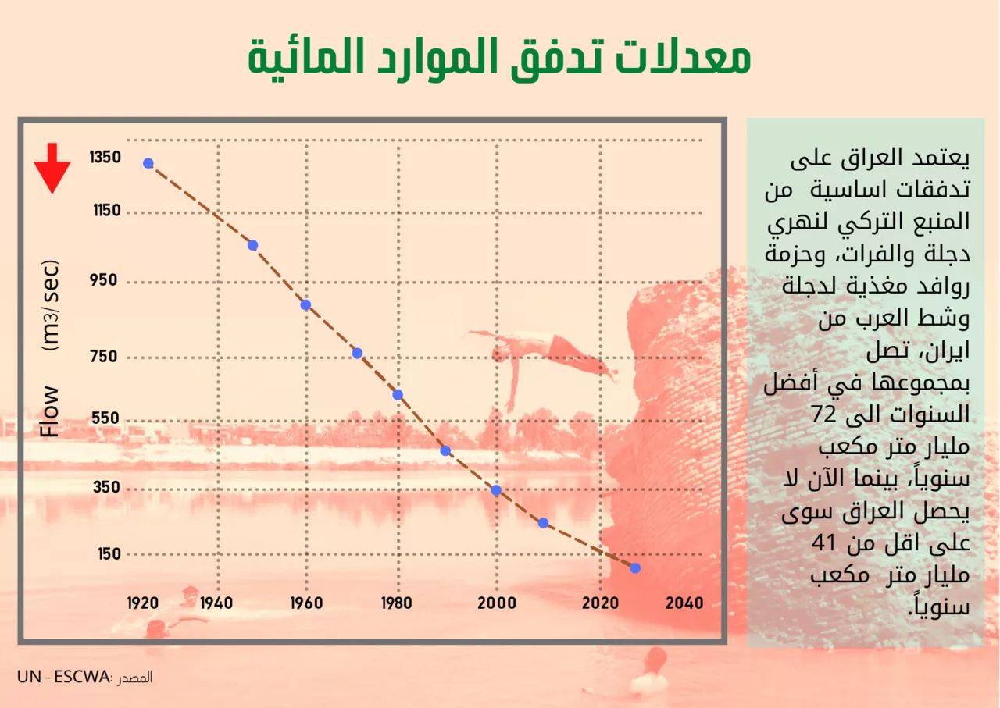 معدلات تدفق الموارد المائية
1350
1150
950
750
550
350
150
Flow (m3/ sec)
1920 1940 1960 1980 2000 2020 2040
يعتمد العراق على
تدفقات اساسية من
المنبع التركي لنهري
دجلة والفرات، وحزمة
روافد مغذية لدجلة
وشط العرب من
ايران، تصل
بمجموعها في أفضل
السنوات الى 72
مليار متر مكعب
سنوياً، بينما الآن لا
يحصل العراق سوى
على اقل من 41
مليار متر مكعب
سنوياً.
المصدر: UN - ESCWA